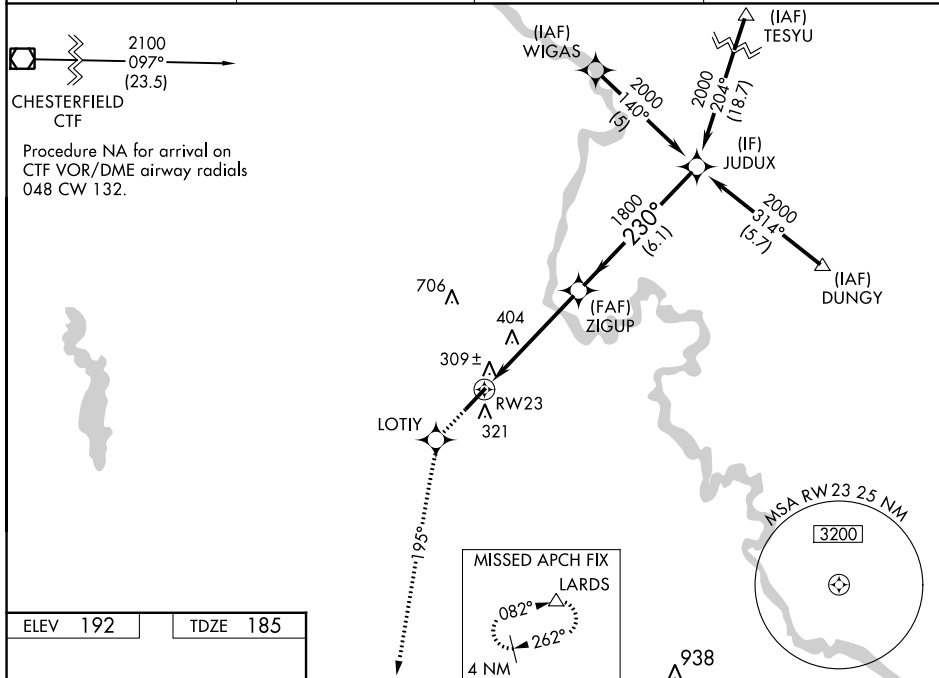 (IAF)
TESYU
(IAF)
WIGAS
2100
097°
(23.5)
CHESTERFIELD
CTF
Procedure NA for arrival on
CTF VOR/DME airway radials
048 CW 132.
2000
140°
(5)
2000
204°
(18.7)
(IF)
JUDUX
2000
314°
(5.7)
(IAF)
DUNGY
1800
230°
(6.1)
(FAF)
ZIGUP
706
404
309±
RW23
321
LOTIY
195°
MSA RW 23 25 NM
3200
MISSED APCH FIX
LARDS
082°
262°
4 NM
938
ELEV 192
TDZE 185